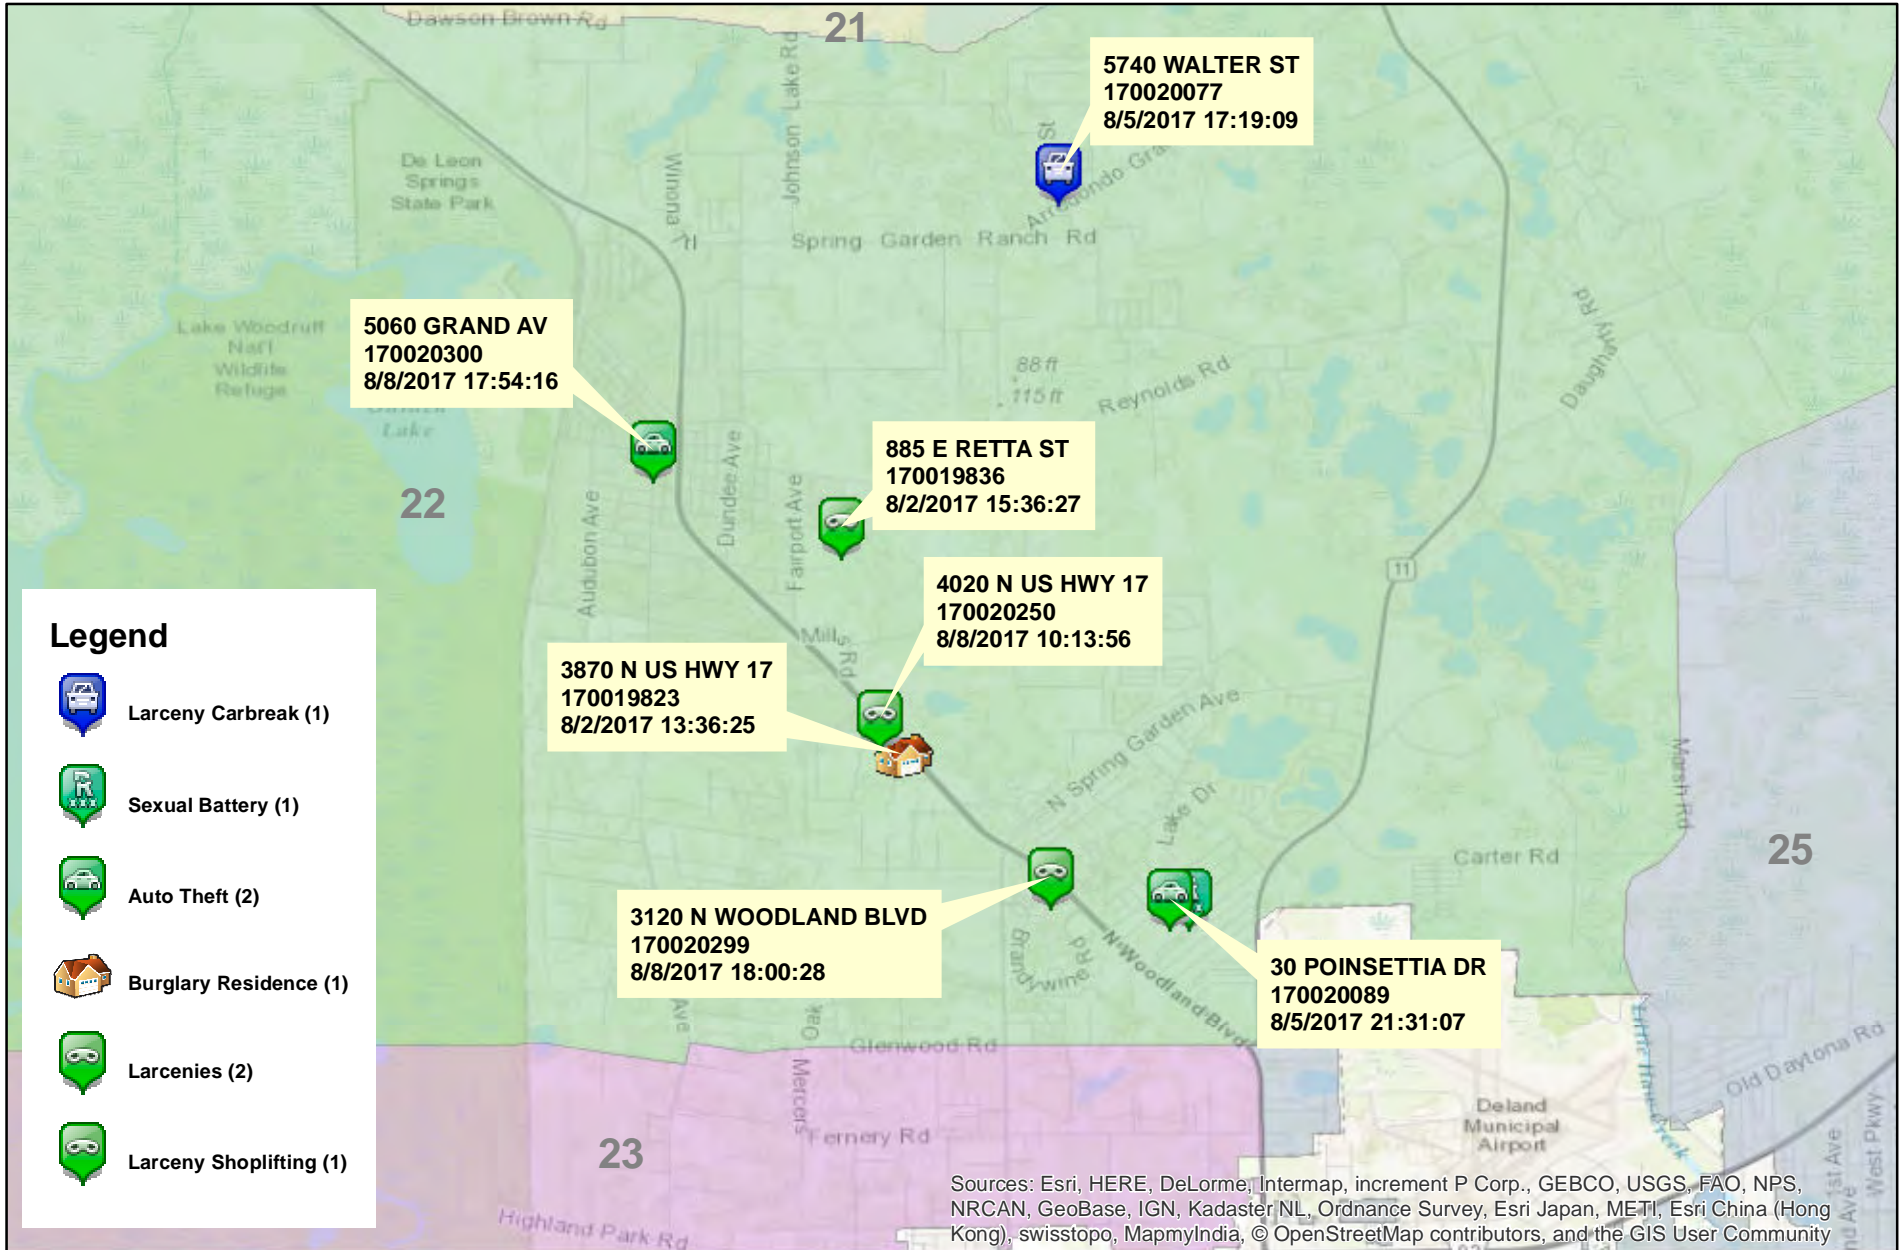 Dawson Brown Rd
21
5740 WALTER ST
170020077
8/5/2017 17:19:09
Johnson Lake Rd
St
De Leon
Springs
State Park
Winona Trl
Arredondo Gra
Spring Garden Ranch Rd
Lake Woodruff
Nat'l
Wildlife
Refuge
5060 GRAND AV
170020300
8/8/2017 17:54:16
Lake
Daugharty Rd
88 ft
115 ft
Reynolds Rd
885 E RETTA ST
170019836
8/2/2017 15:36:27
22
Audubon Ave
Dundee Ave
Fairport Ave
11
4020 N US HWY 17
170020250
8/8/2017 10:13:56
Mills Rd
3870 N US HWY 17
170019823
8/2/2017 13:36:25
N Spring Garden Ave
Lake Dr
Marsh Rd
25
Carter Rd
3120 N WOODLAND BLVD
170020299
8/8/2017 18:00:28
Brandywine Rd
N Woodland Blvd
30 POINSETTIA DR
170020089
8/5/2017 21:31:07
Ave
Oak
Glenwood Rd
Mercers
Fernery Rd
23
Highland Park Rd
Little Haw Creek
Old Daytona Rd
Deland
Municipal
Airport
West Pkwy
Legend
Larceny Carbreak (1)
Sexual Battery (1)
Auto Theft (2)
Burglary Residence (1)
Larcenies (2)
Larceny Shoplifting (1)
Sources: Esri, HERE, DeLorme, Intermap, increment P Corp., GEBCO, USGS, FAO, NPS,
NRCAN, GeoBase, IGN, Kadaster NL, Ordnance Survey, Esri Japan, METI, Esri China (Hong
Kong), swisstopo, MapmyIndia, © OpenStreetMap contributors, and the GIS User Community